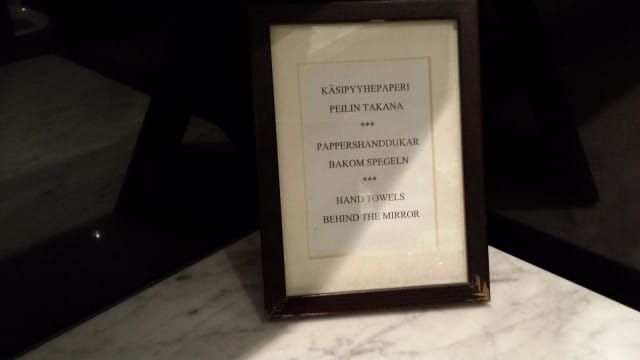 KÄSIPYYHEPAPERI
PEILIN TAKANA
***
PAPPERSHANDDUKAR
BAKOM SPEGELN
***
HAND TOWELS
BEHIND THE MIRROR